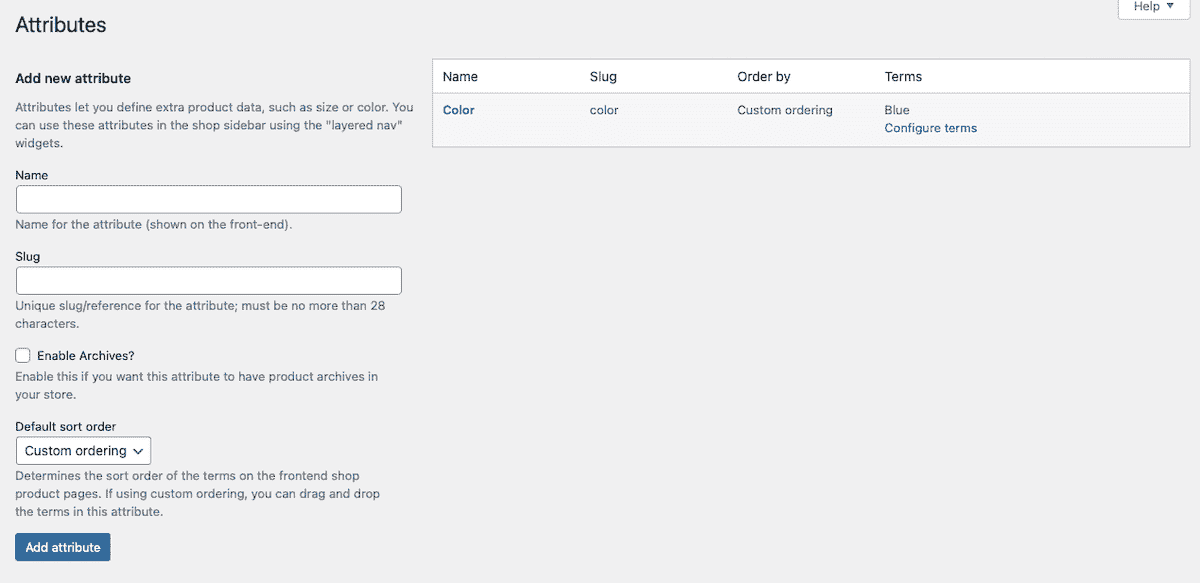 Help
Attributes
Add new attribute
Attributes let you define extra product data, such as size or color. You
can use these attributes in the shop sidebar using the "layered nav"
widgets.
Name
Name for the attribute (shown on the front-end).
Slug
Unique slug/reference for the attribute; must be no more than 28
characters.
Enable Archives?
Enable this if you want this attribute to have product archives in
your store.
Default sort order
Custom ordering
Determines the sort order of the terms on the frontend shop
product pages. If using custom ordering, you can drag and drop
the terms in this attribute.
Add attribute
Name Slug Order by Terms
Color color Custom ordering Blue
Configure terms